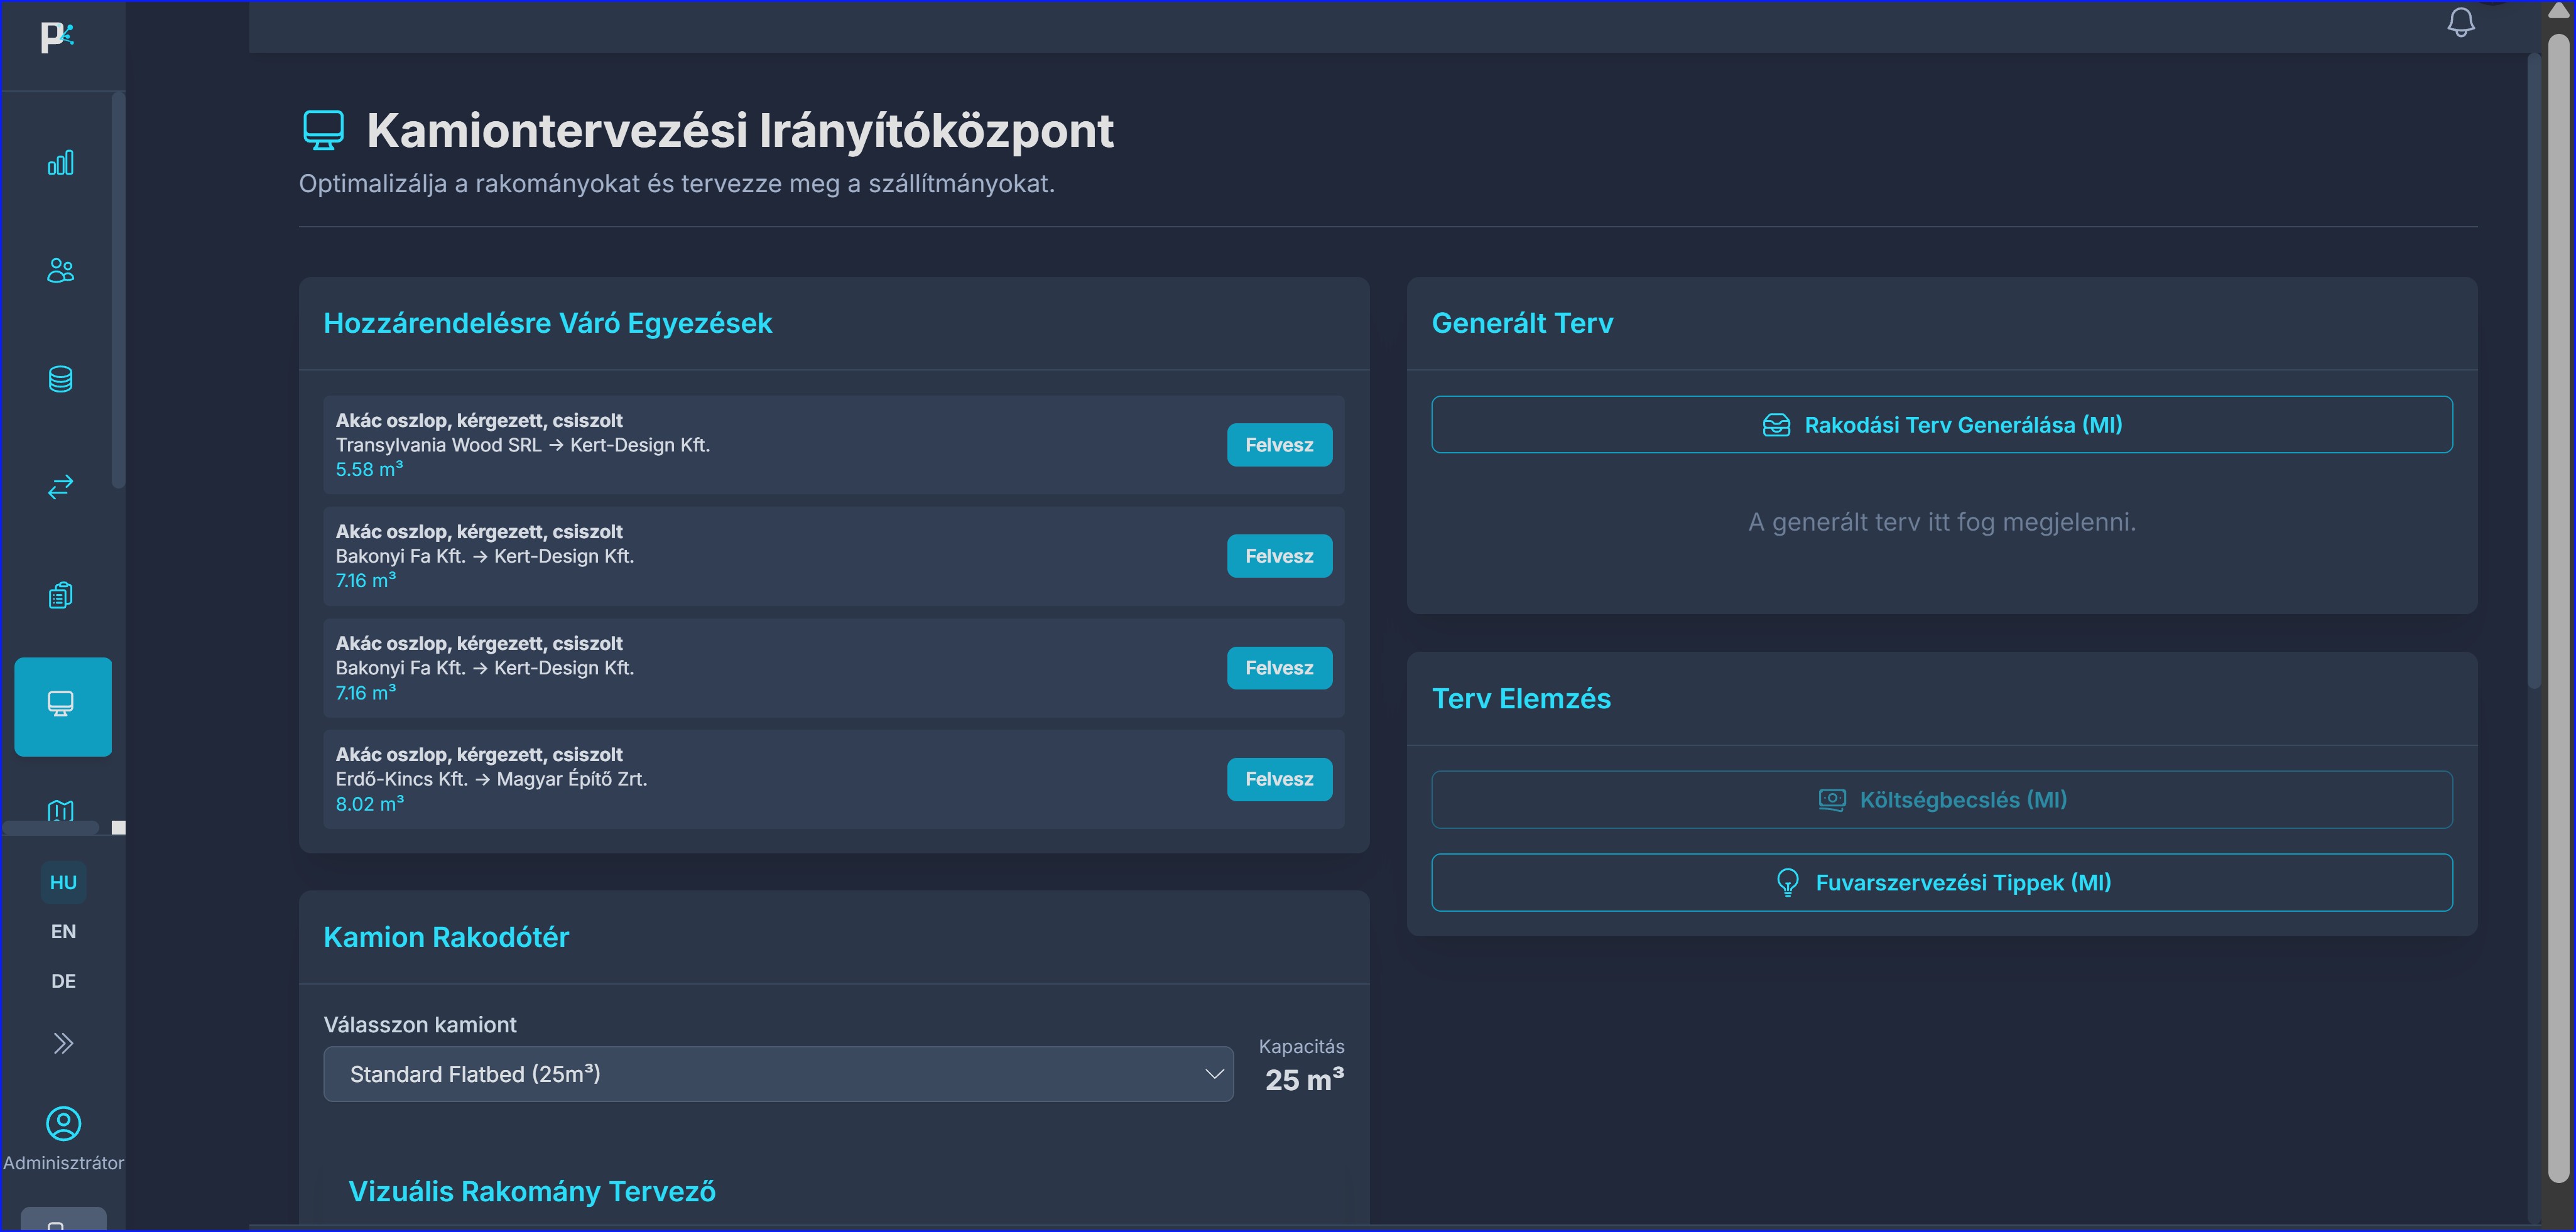 Kamiontervezési Irányítóközpont
Optimalizálja a rakományokat és tervezze meg a szállítmányokat.
Hozzárendelésre Váró Egyezések
Akác oszlop, kérgezett, csiszolt
Transylvania Wood SRL → Kert-Design Kft.
5.58 m³
Felvesz
Akác oszlop, kérgezett, csiszolt
Bakonyi Fa Kft. → Kert-Design Kft.
7.16 m³
Felvesz
Akác oszlop, kérgezett, csiszolt
Bakonyi Fa Kft. → Kert-Design Kft.
7.16 m³
Felvesz
Akác oszlop, kérgezett, csiszolt
Erdő-Kincs Kft. → Magyar Építő Zrt.
8.02 m³
Felvesz
Kamion Rakodótér
Válasszon kamiont
Standard Flatbed (25m³)
Kapacitás
25 m³
Vizuális Rakomány Tervező
Generált Terv
Rakodási Terv Generálása (MI)
A generált terv itt fog megjelenni.
Terv Elemzés
Költségbecslés (MI)
Fuvarszervezési Tippek (MI)
HU
EN
DE
Adminisztrátor